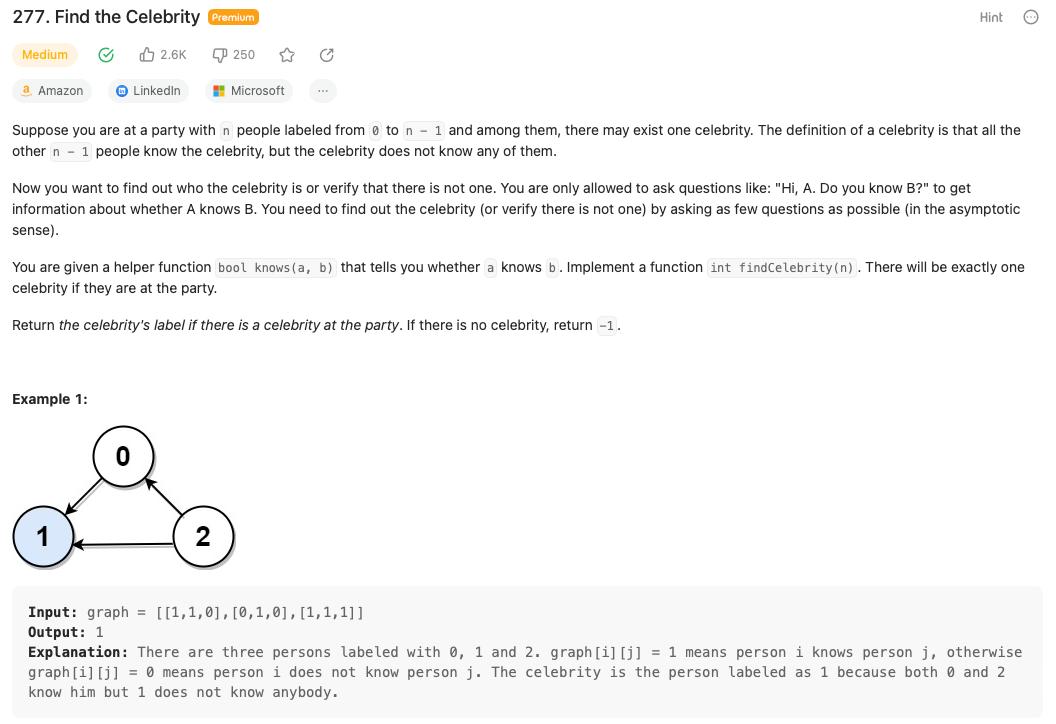 277. Find the Celebrity Premium Hint
Medium 2.6K 250
Amazon LinkedIn Microsoft ...
Suppose you are at a party with n people labeled from 0 to n - 1 and among them, there may exist one celebrity. The definition of a celebrity is that all the
other n - 1 people know the celebrity, but the celebrity does not know any of them.
Now you want to find out who the celebrity is or verify that there is not one. You are only allowed to ask questions like: "Hi, A. Do you know B?" to get
information about whether A knows B. You need to find out the celebrity (or verify there is not one) by asking as few questions as possible (in the asymptotic
sense).
You are given a helper function bool knows(a, b) that tells you whether a knows b. Implement a function int findCelebrity(n). There will be exactly one
celebrity if they are at the party.
Return the celebrity's label if there is a celebrity at the party. If there is no celebrity, return -1.
Example 1:
0
1 2
Input: graph = [[1,1,0],[0,1,0],[1,1,1]]
Output: 1
Explanation: There are three persons labeled with 0, 1 and 2. graph[i][j] = 1 means person i knows person j, otherwise
graph[i][j] = 0 means person i does not know person j. The celebrity is the person labeled as 1 because both 0 and 2
know him but 1 does not know anybody.